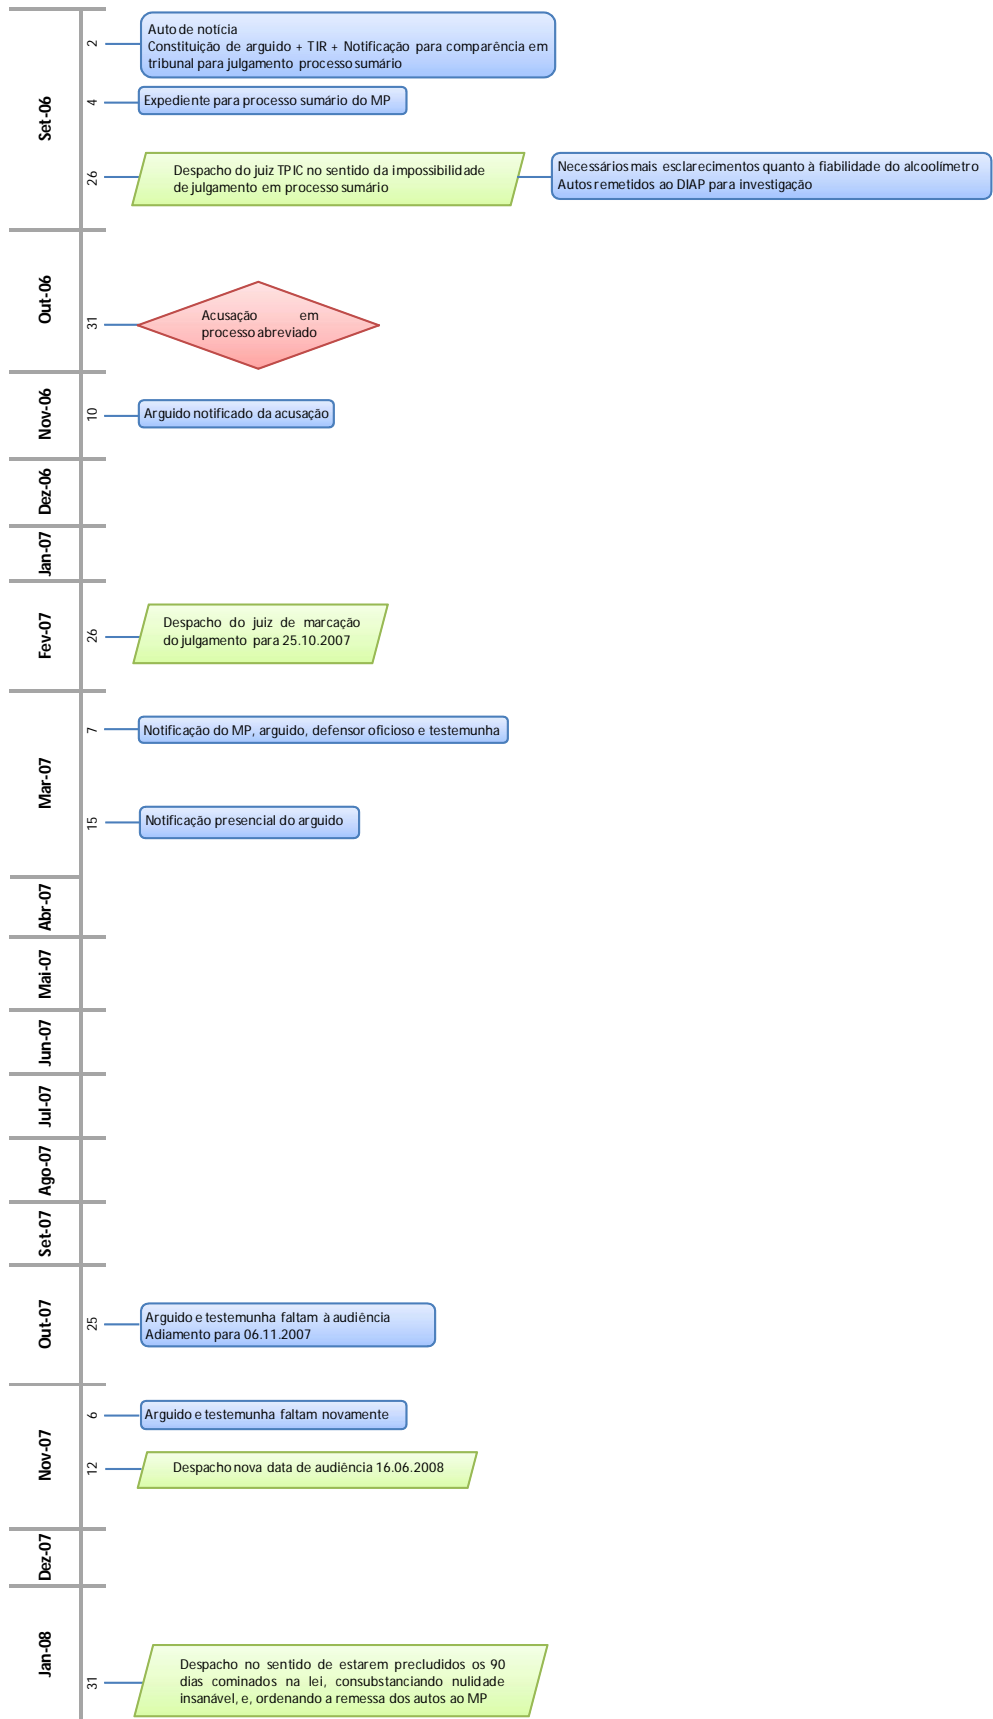 Set-06
2
Auto de notícia
Constituição de arguido + TIR + Notificação para comparência em
tribunal para julgamento processo sumário
4
Expediente para processo sumário do MP
26
Despacho do juiz TPIC no sentido da impossibilidade
de julgamento em processo sumário
Necessários mais esclarecimentos quanto à fiabilidade do alcoolímetro
Autos remetidos ao DIAP para investigação
Out-06
31
Acusação em
processo abreviado
Nov-06
10
Arguido notificado da acusação
Dez-06
Jan-07
Fev-07
26
Despacho do juiz de marcação
do julgamento para 25.10.2007
Mar-07
7
Notificação do MP, arguido, defensor oficioso e testemunha
15
Notificação presencial do arguido
Abr-07
Mai-07
Jun-07
Jul-07
Ago-07
Set-07
Out-07
25
Arguido e testemunha faltam à audiência
Adiamento para 06.11.2007
Nov-07
6
Arguido e testemunha faltam novamente
12
Despacho nova data de audiência 16.06.2008
Dez-07
Jan-08
31
Despacho no sentido de estarem precludidos os 90
dias cominados na lei, consubstanciando nulidade
insanável, e, ordenando a remessa dos autos ao MP